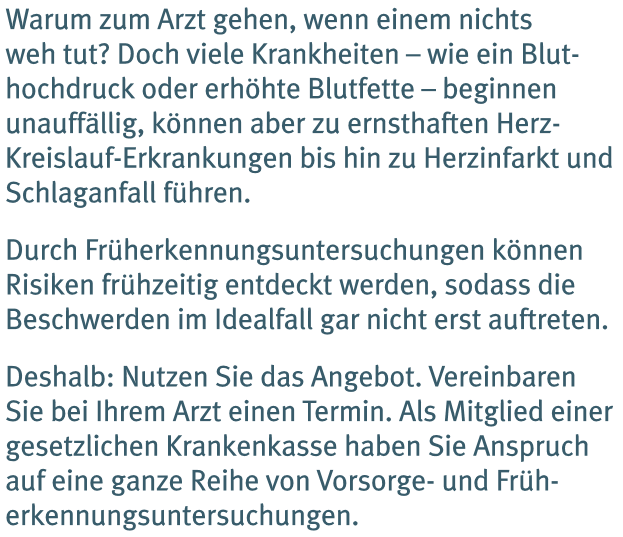 Warum zum Arzt gehen, wenn einem nichts
weh tut? Doch viele Krankheiten – wie ein Blut-
hochdruck oder erhöhte Blutfette – beginnen
unauffällig, können aber zu ernsthaften Herz-
Kreislauf-Erkrankungen bis hin zu Herzinfarkt und
Schlaganfall führen.
Durch Früherkennungsuntersuchungen können
Risiken frühzeitig entdeckt werden, sodass die
Beschwerden im Idealfall gar nicht erst auftreten.
Deshalb: Nutzen Sie das Angebot. Vereinbaren
Sie bei Ihrem Arzt einen Termin. Als Mitglied einer
gesetzlichen Krankenkasse haben Sie Anspruch
auf eine ganze Reihe von Vorsorge- und Früh-
erkennungsuntersuchungen.